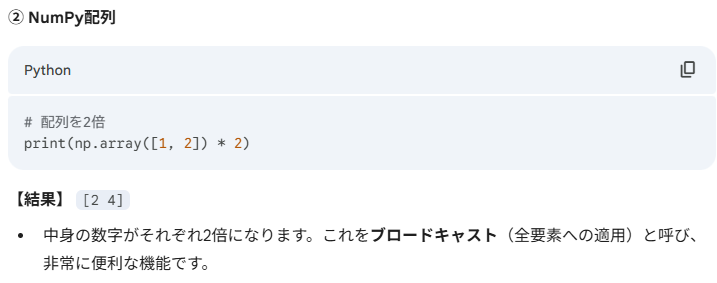 ② NumPy配列
Python
# 配列を2倍
print(np.array([1, 2]) * 2)
【結果】 [2 4]
• 中身の数字がそれぞれ2倍になります。これをブロードキャスト（全要素への適用）と呼び、
非常に便利な機能です。